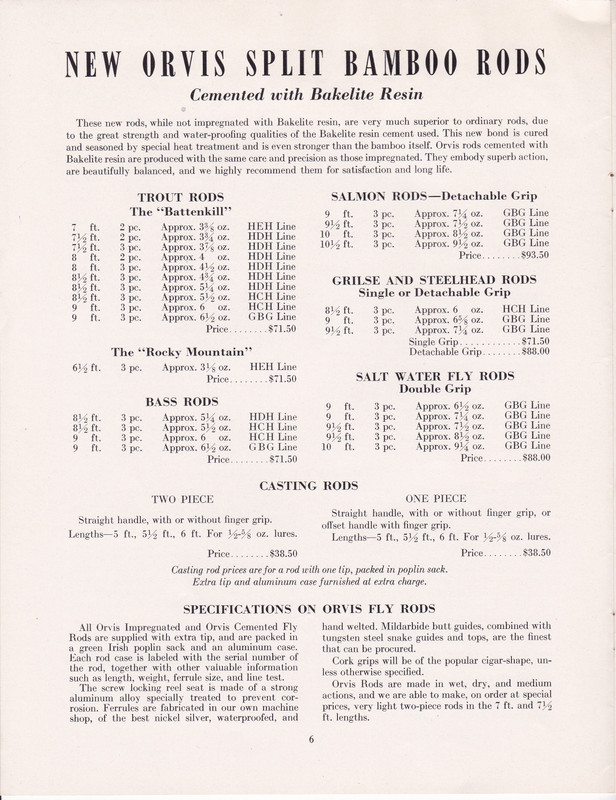 NEW ORVIS SPLIT BAMBOO RODS
Cemented with Bakelite Resin
These new rods, while not impregnated with Bakelite resin, are very much superior to ordinary rods, due
to the great strength and water-proofing qualities of the Bakelite resin cement used. This new bond is cured
and seasoned by special heat treatment and is even stronger than the bamboo itself. Orvis rods cemented with
Bakelite resin are produced with the same care and precision as those impregnated. They embody superb action,
are beautifully balanced, and we highly recommend them for satisfaction and long life.
TROUT RODS
The "Battenkill"
7 ft. 2 pc. Approx. 3⅝ oz. HEH Line
7½ ft. 2 pc. Approx. 3¾ oz. HDH Line
7½ ft. 3 pc. Approx. 3⅞ oz. HDH Line
8 ft. 2 pc. Approx. 4 oz. HDH Line
8 ft. 3 pc. Approx. 4½ oz. HDH Line
8½ ft. 3 pc. Approx. 4¾ oz. HDH Line
8½ ft. 3 pc. Approx. 5¼ oz. HDH Line
8½ ft. 3 pc. Approx. 5½ oz. HCH Line
9 ft. 3 pc. Approx. 6 oz. HCH Line
9 ft. 3 pc. Approx. 6½ oz. GBG Line
Price........$71.50
The "Rocky Mountain"
6½ ft. 3 pc. Approx. 3⅛ oz. HEH Line
Price........$71.50
BASS RODS
8½ ft. 3 pc. Approx. 5¼ oz. HDH Line
8½ ft. 3 pc. Approx. 5½ oz. HCH Line
9 ft. 3 pc. Approx. 6 oz. HCH Line
9 ft. 3 pc. Approx. 6½ oz. GBG Line
Price........$71.50
SALMON RODS—Detachable Grip
9 ft. 3 pc. Approx. 7¼ oz. GBG Line
9½ ft. 3 pc. Approx. 7½ oz. GBG Line
10 ft. 3 pc. Approx. 8½ oz. GBG Line
10½ ft. 3 pc. Approx. 9½ oz. GBG Line
Price........$93.50
GRILSE AND STEELHEAD RODS
Single or Detachable Grip
8½ ft. 3 pc. Approx. 6 oz. HCH Line
9 ft. 3 pc. Approx. 6⅝ oz. GBG Line
9½ ft. 3 pc. Approx. 7¼ oz. GBG Line
Single Grip............$71.50
Detachable Grip........$88.00
SALT WATER FLY RODS
Double Grip
9 ft. 3 pc. Approx. 6½ oz. GBG Line
9 ft. 3 pc. Approx. 7¼ oz. GBG Line
9½ ft. 3 pc. Approx. 7½ oz. GBG Line
9½ ft. 3 pc. Approx. 8½ oz. GBG Line
10 ft. 3 pc. Approx. 9¼ oz. GBG Line
Price........$88.00
CASTING RODS
TWO PIECE
Straight handle, with or without finger grip.
Lengths—5 ft., 5½ ft., 6 ft. For ½-⅝ oz. lures.
Price........$38.50
ONE PIECE
Straight handle, with or without finger grip, or
offset handle with finger grip.
Lengths—5 ft., 5½ ft., 6 ft. For ½-⅝ oz. lures.
Price........$38.50
Casting rod prices are for a rod with one tip, packed in poplin sack.
Extra tip and aluminum case furnished at extra charge.
SPECIFICATIONS ON ORVIS FLY RODS
All Orvis Impregnated and Orvis Cemented Fly
Rods are supplied with extra tip, and are packed in
a green Irish poplin sack and an aluminum case.
Each rod case is labeled with the serial number of
the rod, together with other valuable information
such as length, weight, ferrule size, and line test.
The screw locking reel seat is made of a strong
aluminum alloy specially treated to prevent cor-
rosion. Ferrules are fabricated in our own machine
shop, of the best nickel silver, waterproofed, and
hand welted. Mildarbide butt guides, combined with
tungsten steel snake guides and tops, are the finest
that can be procured.
Cork grips will be of the popular cigar-shape, un-
less otherwise specified.
Orvis Rods are made in wet, dry, and medium
actions, and we are able to make, on order at special
prices, very light two-piece rods in the 7 ft. and 7½
ft. lengths.
6